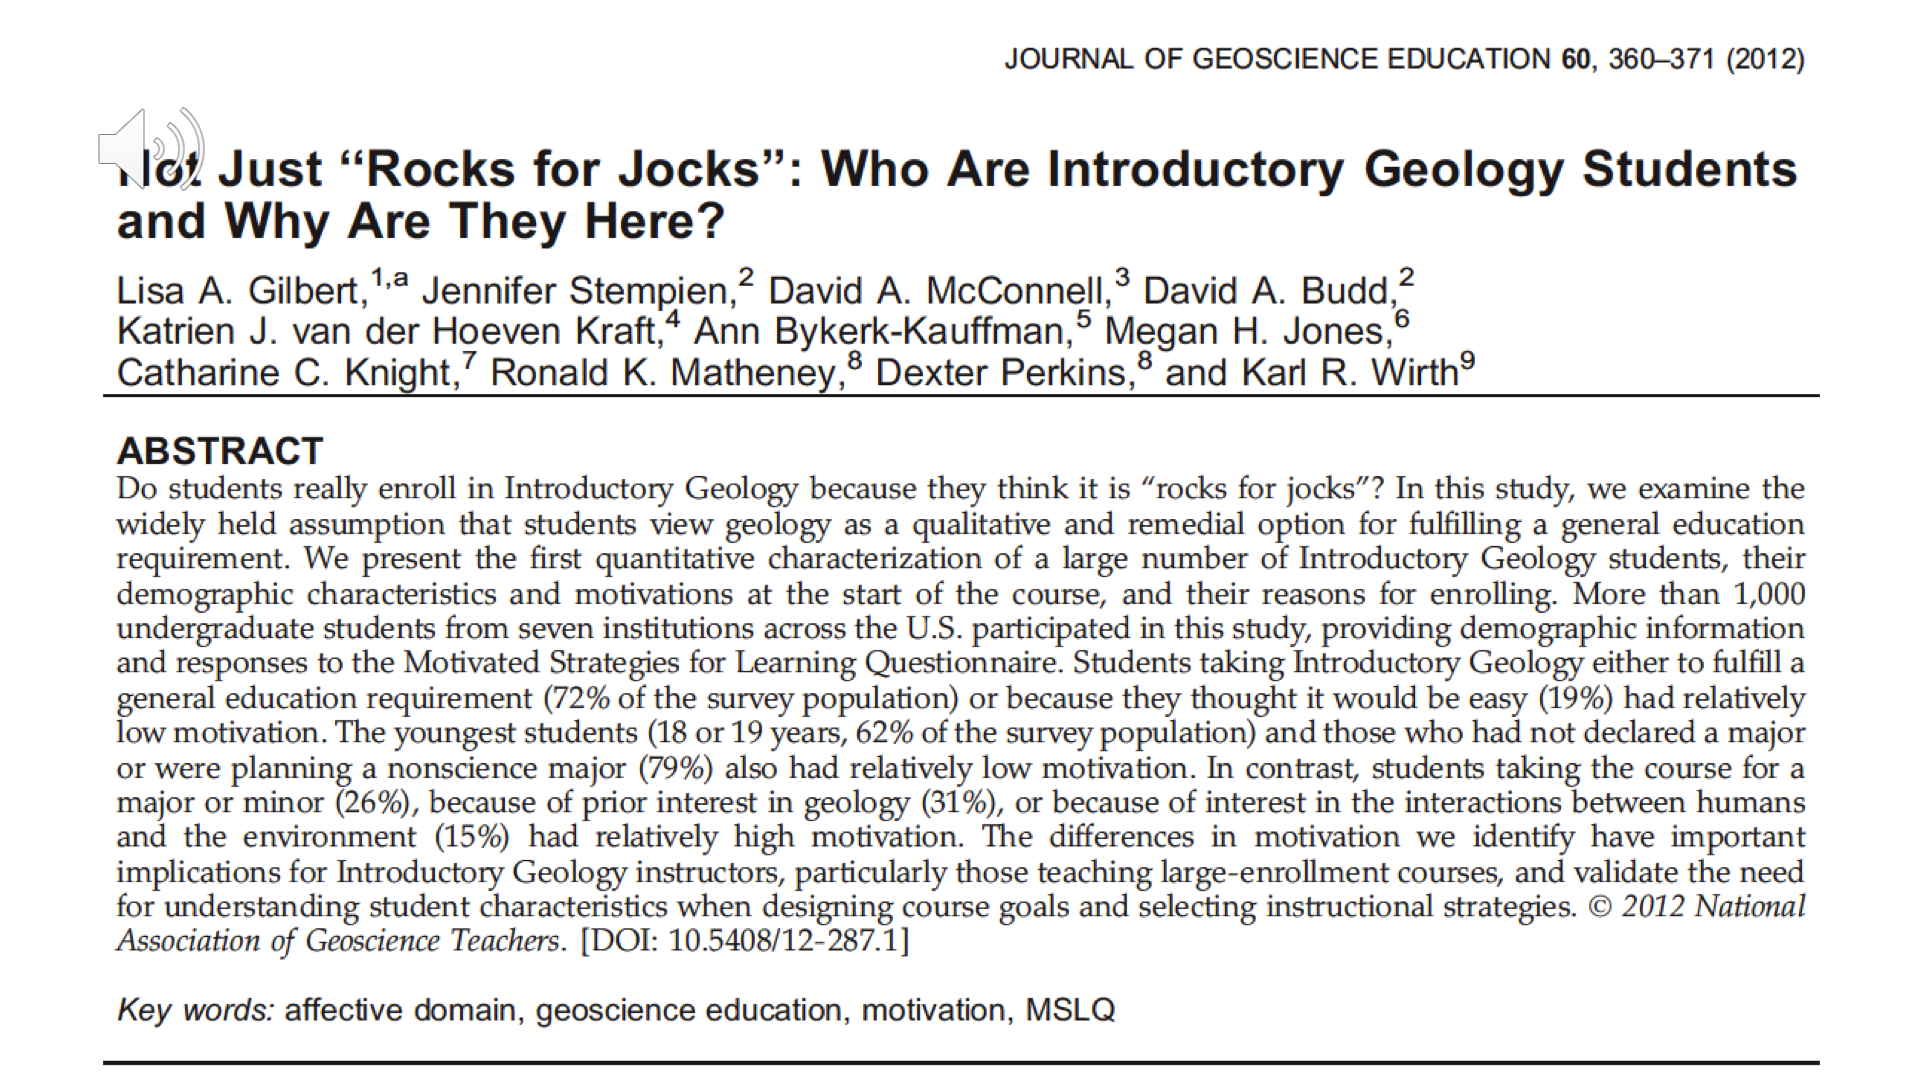 JOURNAL OF GEOSCIENCE EDUCATION 60, 360–371 (2012)
Not Just “Rocks for Jocks”: Who Are Introductory Geology Students
and Why Are They Here?
Lisa A. Gilbert,1,a Jennifer Stempien,2 David A. McConnell,3 David A. Budd,2
Katrien J. van der Hoeven Kraft,4 Ann Bykerk-Kauffman,5 Megan H. Jones,6
Catharine C. Knight,7 Ronald K. Matheney,8 Dexter Perkins,8 and Karl R. Wirth9
ABSTRACT
Do students really enroll in Introductory Geology because they think it is “rocks for jocks”? In this study, we examine the
widely held assumption that students view geology as a qualitative and remedial option for fulfilling a general education
requirement. We present the first quantitative characterization of a large number of Introductory Geology students, their
demographic characteristics and motivations at the start of the course, and their reasons for enrolling. More than 1,000
undergraduate students from seven institutions across the U.S. participated in this study, providing demographic information
and responses to the Motivated Strategies for Learning Questionnaire. Students taking Introductory Geology either to fulfill a
general education requirement (72% of the survey population) or because they thought it would be easy (19%) had relatively
low motivation. The youngest students (18 or 19 years, 62% of the survey population) and those who had not declared a major
or were planning a nonscience major (79%) also had relatively low motivation. In contrast, students taking the course for a
major or minor (26%), because of prior interest in geology (31%), or because of interest in the interactions between humans
and the environment (15%) had relatively high motivation. The differences in motivation we identify have important
implications for Introductory Geology instructors, particularly those teaching large-enrollment courses, and validate the need
for understanding student characteristics when designing course goals and selecting instructional strategies. © 2012 National
Association of Geoscience Teachers. [DOI: 10.5408/12-287.1]
Key words: affective domain, geoscience education, motivation, MSLQ